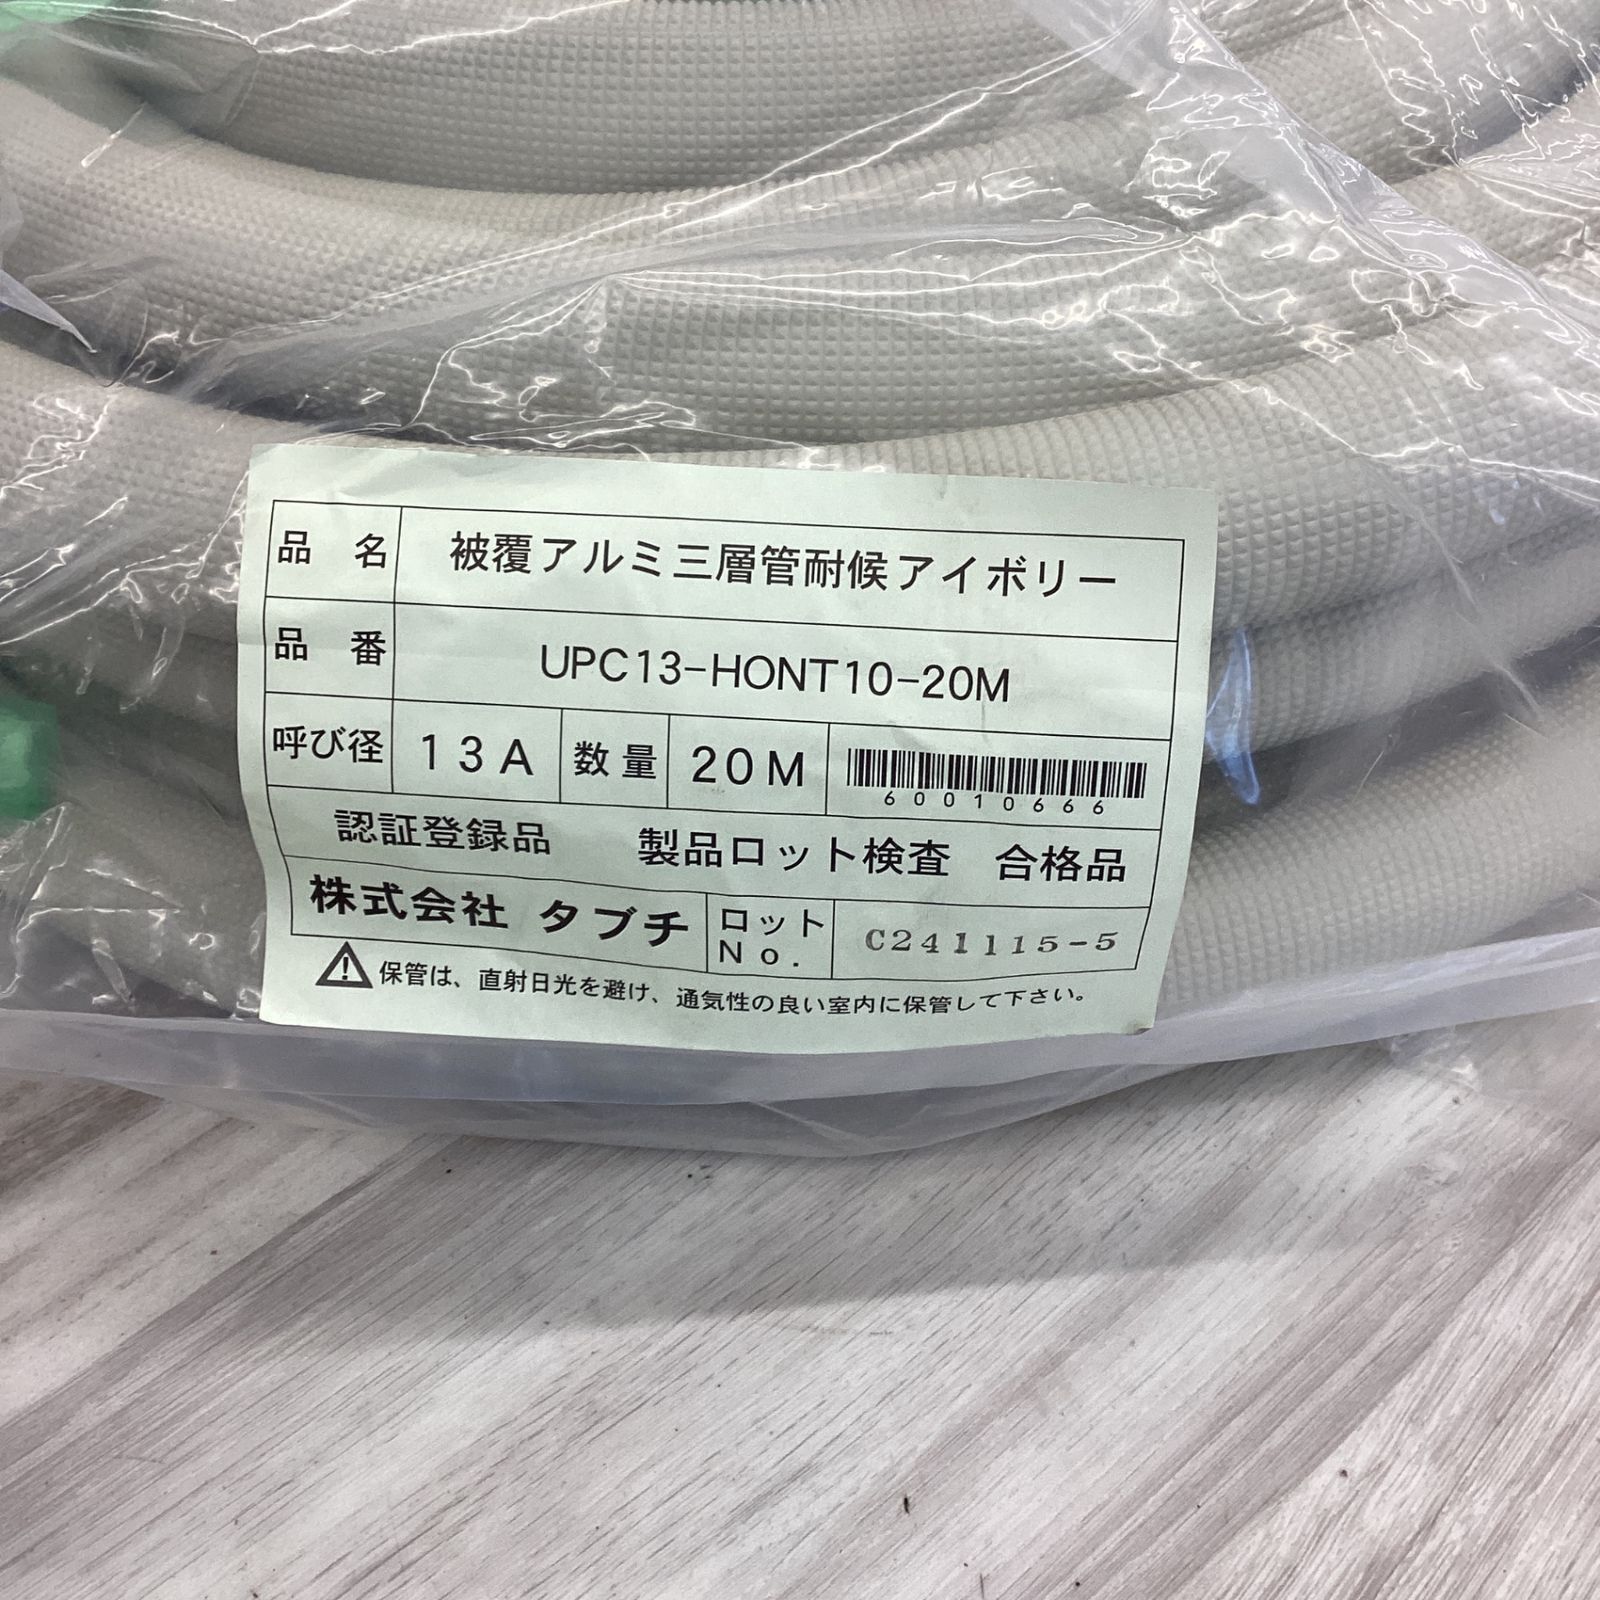 品 名 被覆アルミ三層管耐候アイボリー
品 番 UPC13-HONT10-20M
呼び径 13A 数量 20M
60010666
認証登録品 製品ロット検査 合格品
株式会社 タブチ ロットNo. C241115-5
保管は、直射日光を避け、通気性の良い室内に保管して下さい。